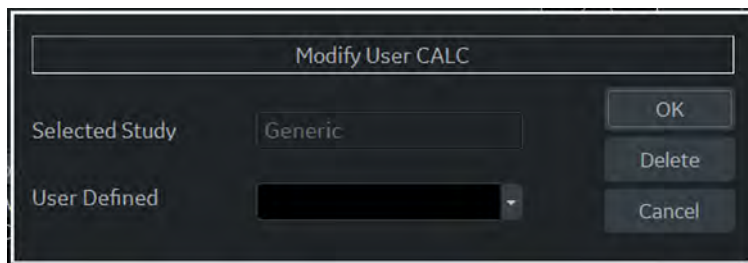 Modify User CALC
Selected Study
Generic
OK
Delete
User Defined
Cancel